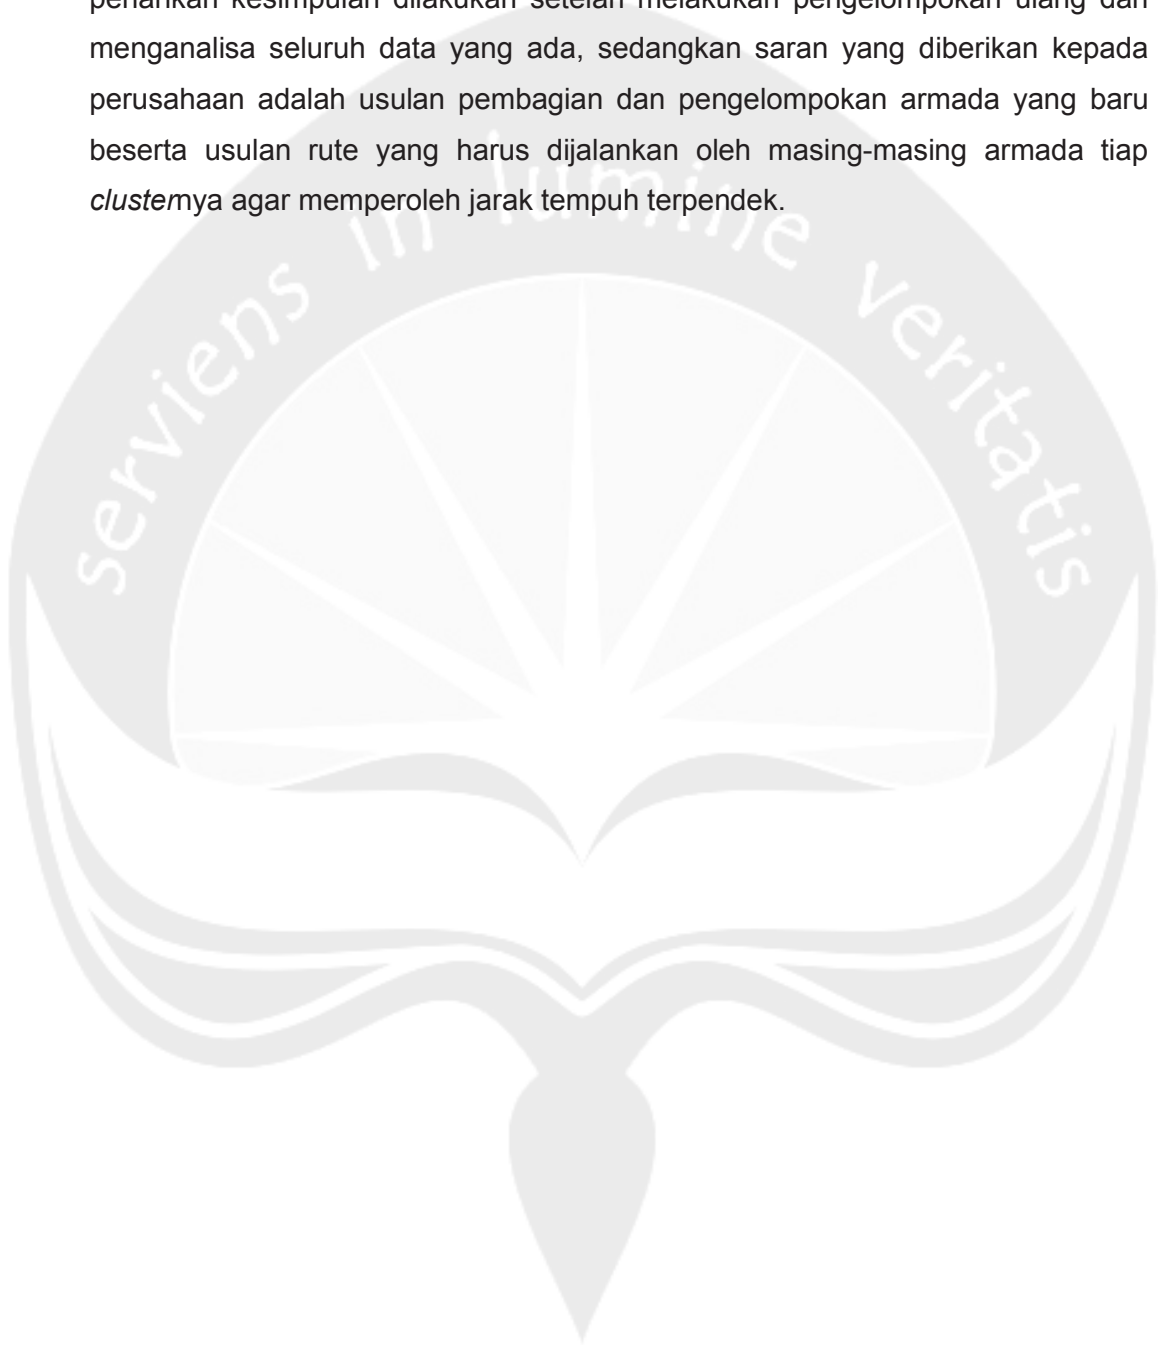 kesimpulan dilakukan setelah melakukan pengelompokan ulang dan
menganalisa seluruh data yang ada, sedangkan saran yang diberikan kepada
perusahaan adalah usulan pembagian dan pengelompokan armada yang baru
beserta usulan rute yang harus dijalankan oleh masing-masing armada tiap
clusternya agar memperoleh jarak tempuh terpendek.
serviens in lumine veritatis